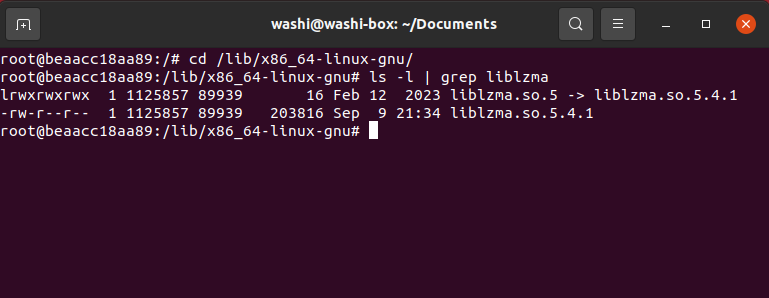 washi@washi-box: ~/Documents
root@beaacc18aa89:/# cd /lib/x86_64-linux-gnu/
root@beaacc18aa89:/lib/x86_64-linux-gnu# ls -l | grep liblzma
lrwxrwxrwx  1 1125857 89939       16 Feb 12  2023 liblzma.so.5 -> liblzma.so.5.4.1
-rw-r--r--  1 1125857 89939   203816 Sep  9 21:34 liblzma.so.5.4.1
root@beaacc18aa89:/lib/x86_64-linux-gnu#